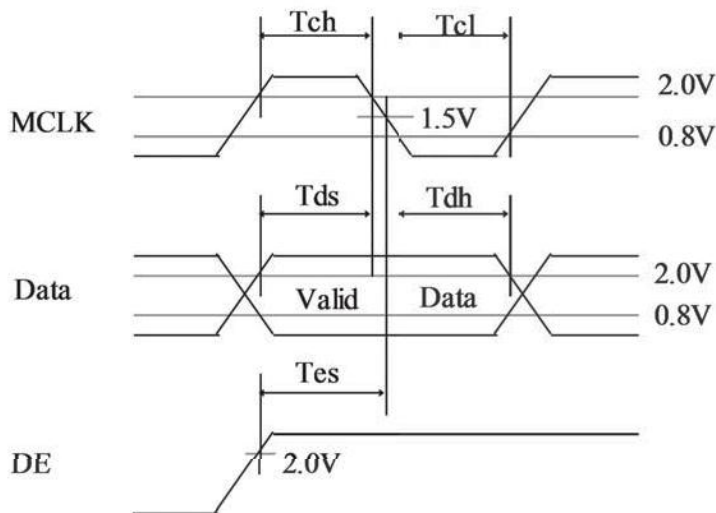 Tch Tcl
2.0V
MCLK 1.5V
0.8V
Tds Tdh
2.0V
Data Valid Data
0.8V
Tes
DE 2.0V